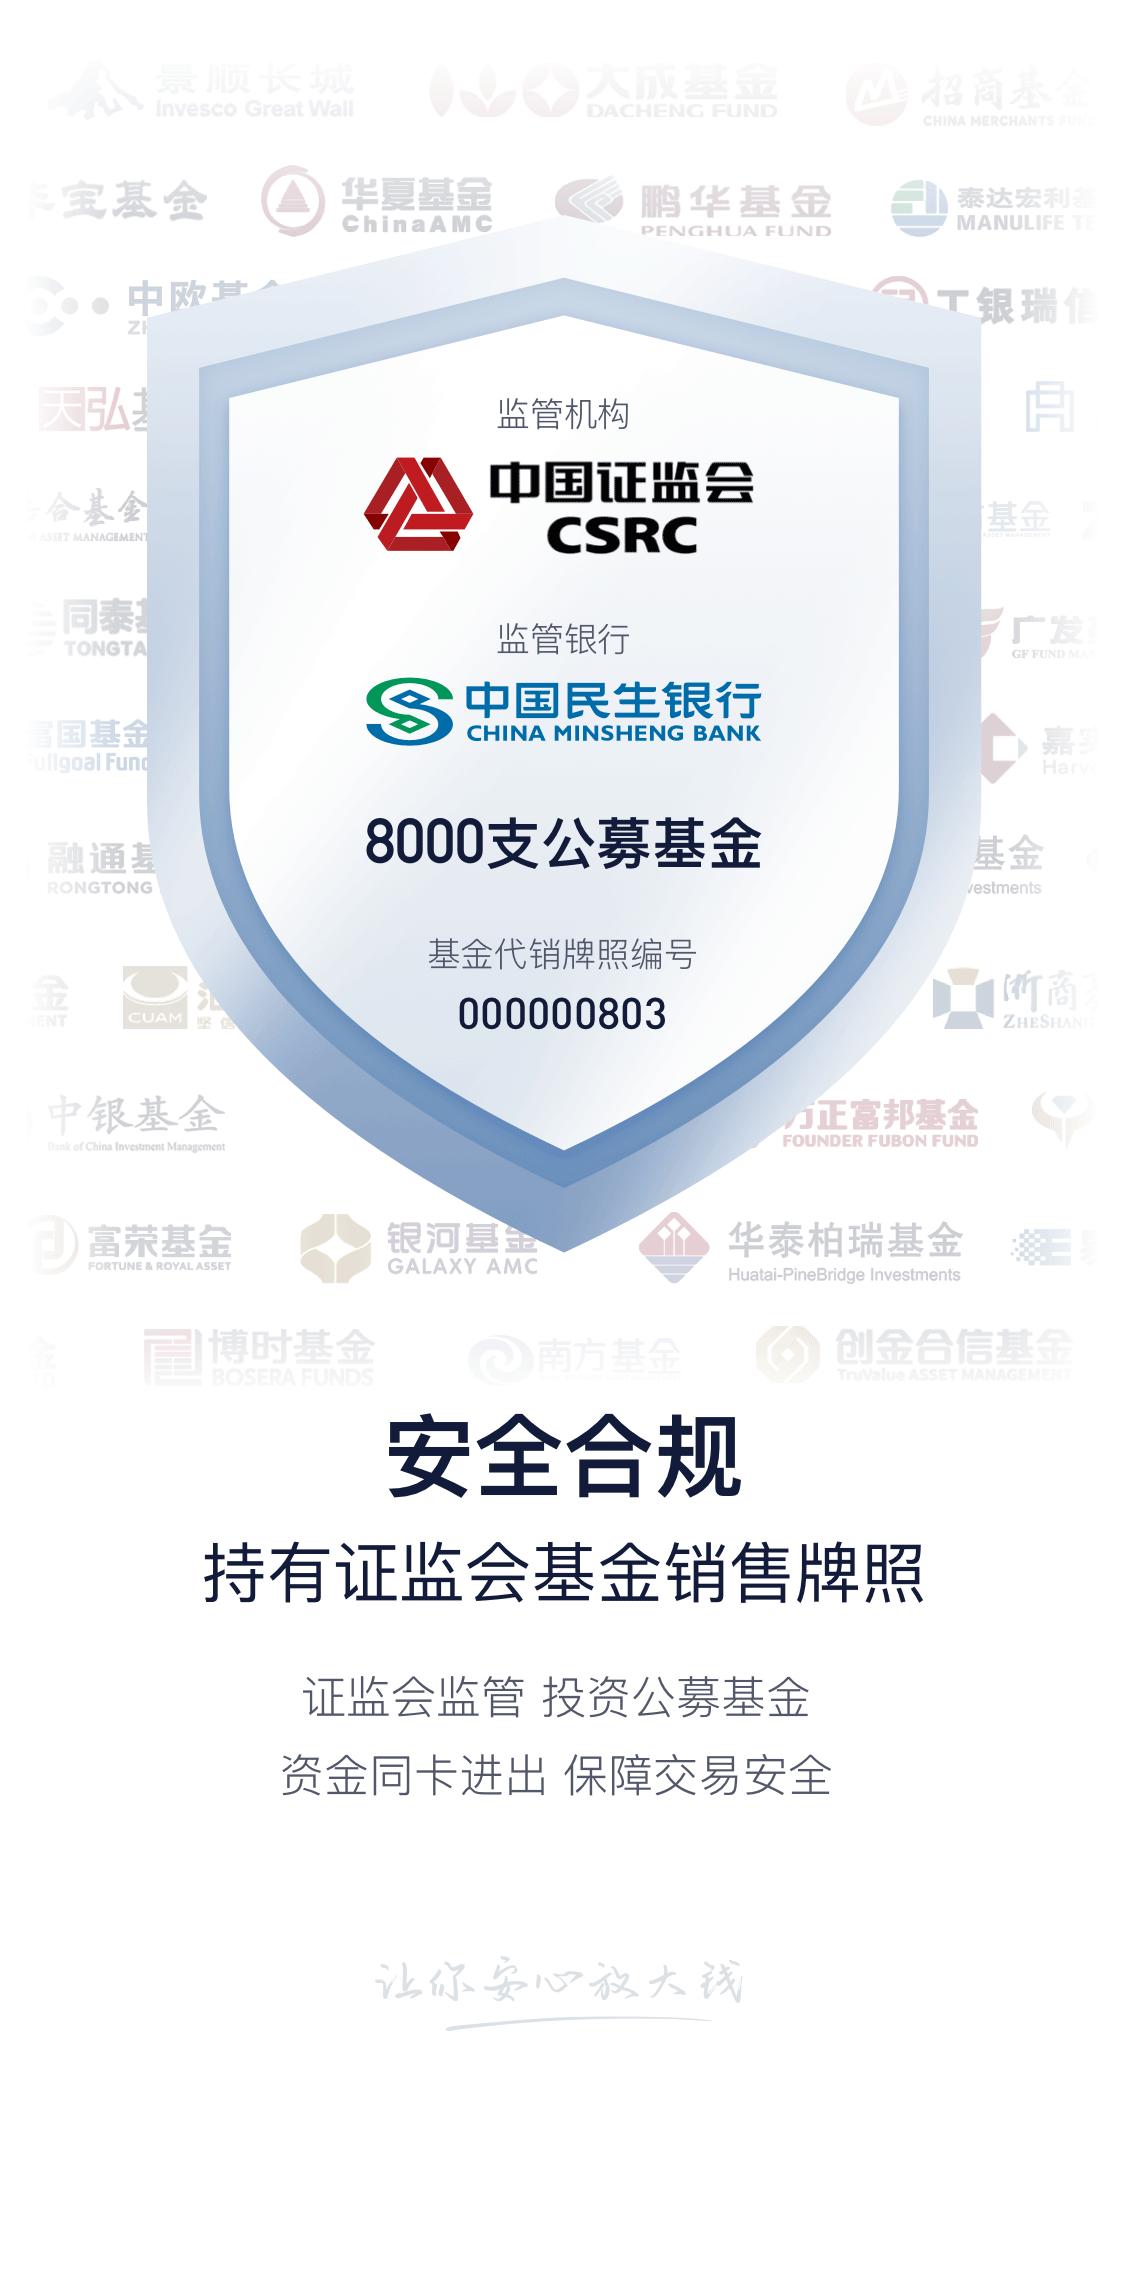 景顺长城
Invesco Great Wall
大成基金
DACHENG FUND
招商基金
CHINA MERCHANTS FUN
宝基金
华夏基金
ChinaAMC
鹏华基金
PENGHUA FUND
泰达宏利基
MANULIFE TE
中欧基金
ZH
工银瑞信
天弘基
监管机构
中国证监会
CSRC
合基金
ASSET MANAGEMENT
基金
监管银行
同泰基
TONGTA
广发
GF FUND MA
中国民生银行
CHINA MINSHENG BANK
富国基金
Fullgoal Fund
嘉实
Harv
8000支公募基金
融通基
RONGTONG
基金
vestments
基金代销牌照编号
000000803
金
MENT
CUAM
浙商
ZHESHANG
中银基金
Bank of China Investment Management
方正富邦基金
FOUNDER FUBON FUND
富荣基金
FORTUNE & ROYAL ASSET
银河基金
GALAXY AMC
华泰柏瑞基金
Huatai-PineBridge Investments
金
博时基金
BOSERA FUNDS
南方基金
创金合信基金
TruValue ASSET MANAGEMENT
安全合规
持有证监会基金销售牌照
证监会监管 投资公募基金
资金同卡进出 保障交易安全
让你安心放大钱